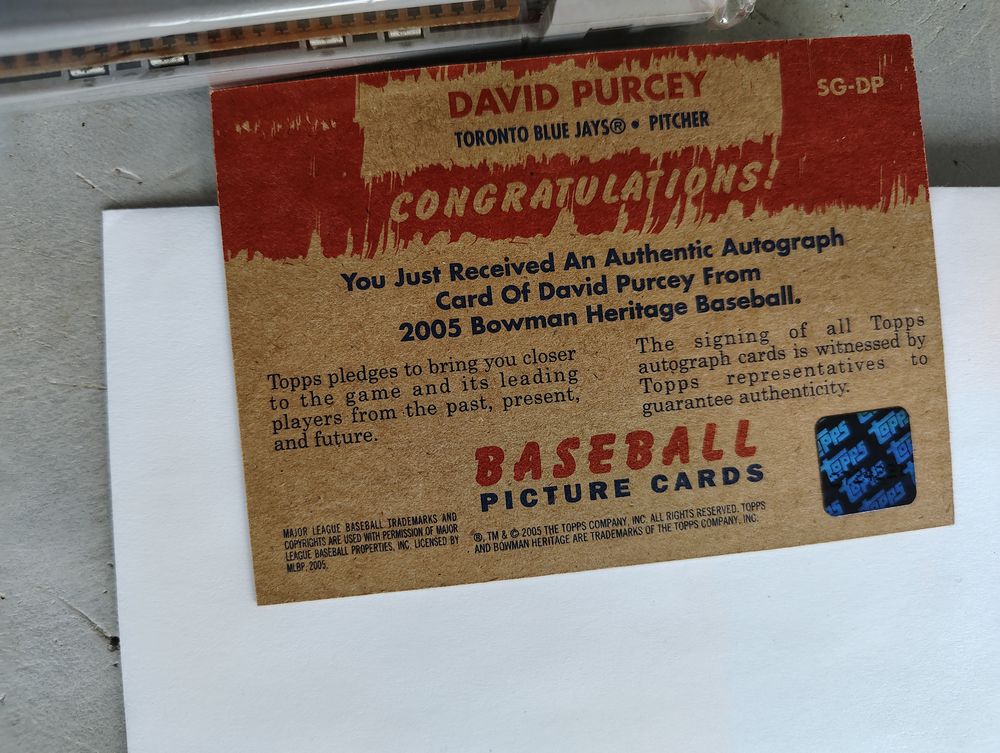 DAVID PURCEY
SG-DP
TORONTO BLUE JAYS® • PITCHER
CONGRATULATIONS!
You Just Received An Authentic Autograph
Card Of David Purcey From
2005 Bowman Heritage Baseball.
Topps pledges to bring you closer
to the game and its leading
players from the past, present,
and future.
The signing of all Topps
autograph cards is witnessed by
Topps representatives to
guarantee authenticity.
BASEBALL
PICTURE CARDS
MAJOR LEAGUE BASEBALL TRADEMARKS AND
COPYRIGHTS ARE USED WITH PERMISSION OF MAJOR
LEAGUE BASEBALL PROPERTIES, INC. LICENSED BY
MLBP, 2005.
®, TM & © 2005 THE TOPPS COMPANY, INC. ALL RIGHTS RESERVED. TOPPS
AND BOWMAN HERITAGE ARE TRADEMARKS OF THE TOPPS COMPANY, INC.
topps
topps
topps
topps
topps